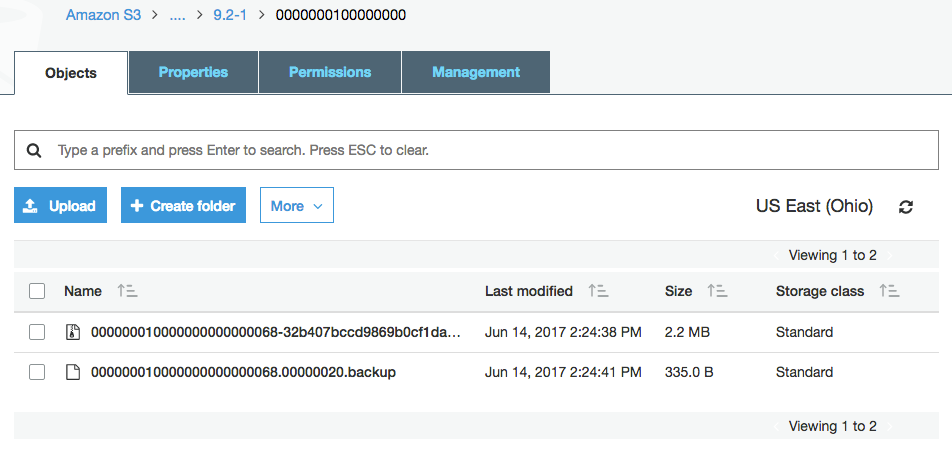 Amazon S3 > .... > 9.2-1 > 0000000100000000
Objects Properties Permissions Management
Type a prefix and press Enter to search. Press ESC to clear.
Upload Create folder More US East (Ohio)
Viewing 1 to 2
Name Last modified Size Storage class
000000010000000000000068-32b407bccd9869b0cf1da... Jun 14, 2017 2:24:38 PM 2.2 MB Standard
000000010000000000000068.00000020.backup Jun 14, 2017 2:24:41 PM 335.0 B Standard
Viewing 1 to 2